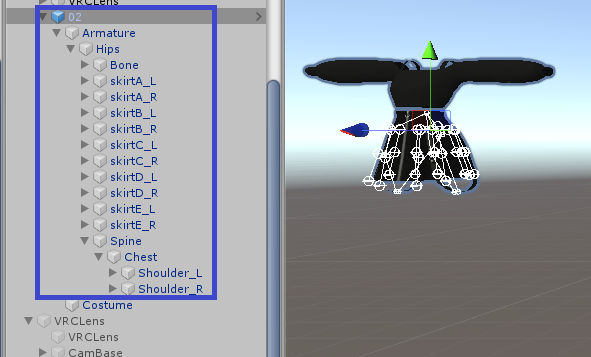 VRCLens
02
Armature
Hips
Bone
skirtA_L
skirtA_R
skirtB_L
skirtB_R
skirtC_L
skirtC_R
skirtD_L
skirtD_R
skirtE_L
skirtE_R
Spine
Chest
Shoulder_L
Shoulder_R
Costume
VRCLens
VRCLens
CamBase